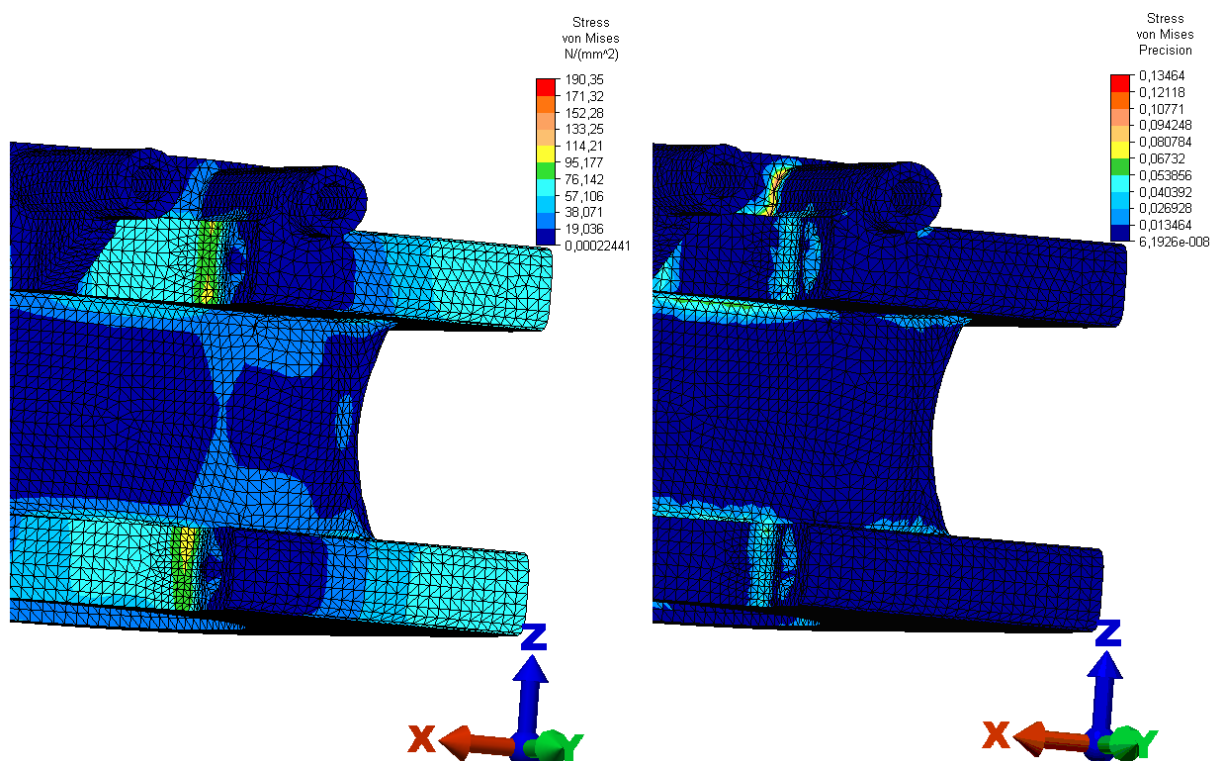 Stress
von Mises
N/(mm^2)
190,35
171,32
152,28
133,25
114,21
95,177
76,142
57,106
38,071
19,036
0,00022441
Z
X
Y
Stress
von Mises
Precision
0,13464
0,12118
0,10771
0,094248
0,080784
0,06732
0,053856
0,040392
0,026928
0,013464
6,1926e-008
Z
X
Y